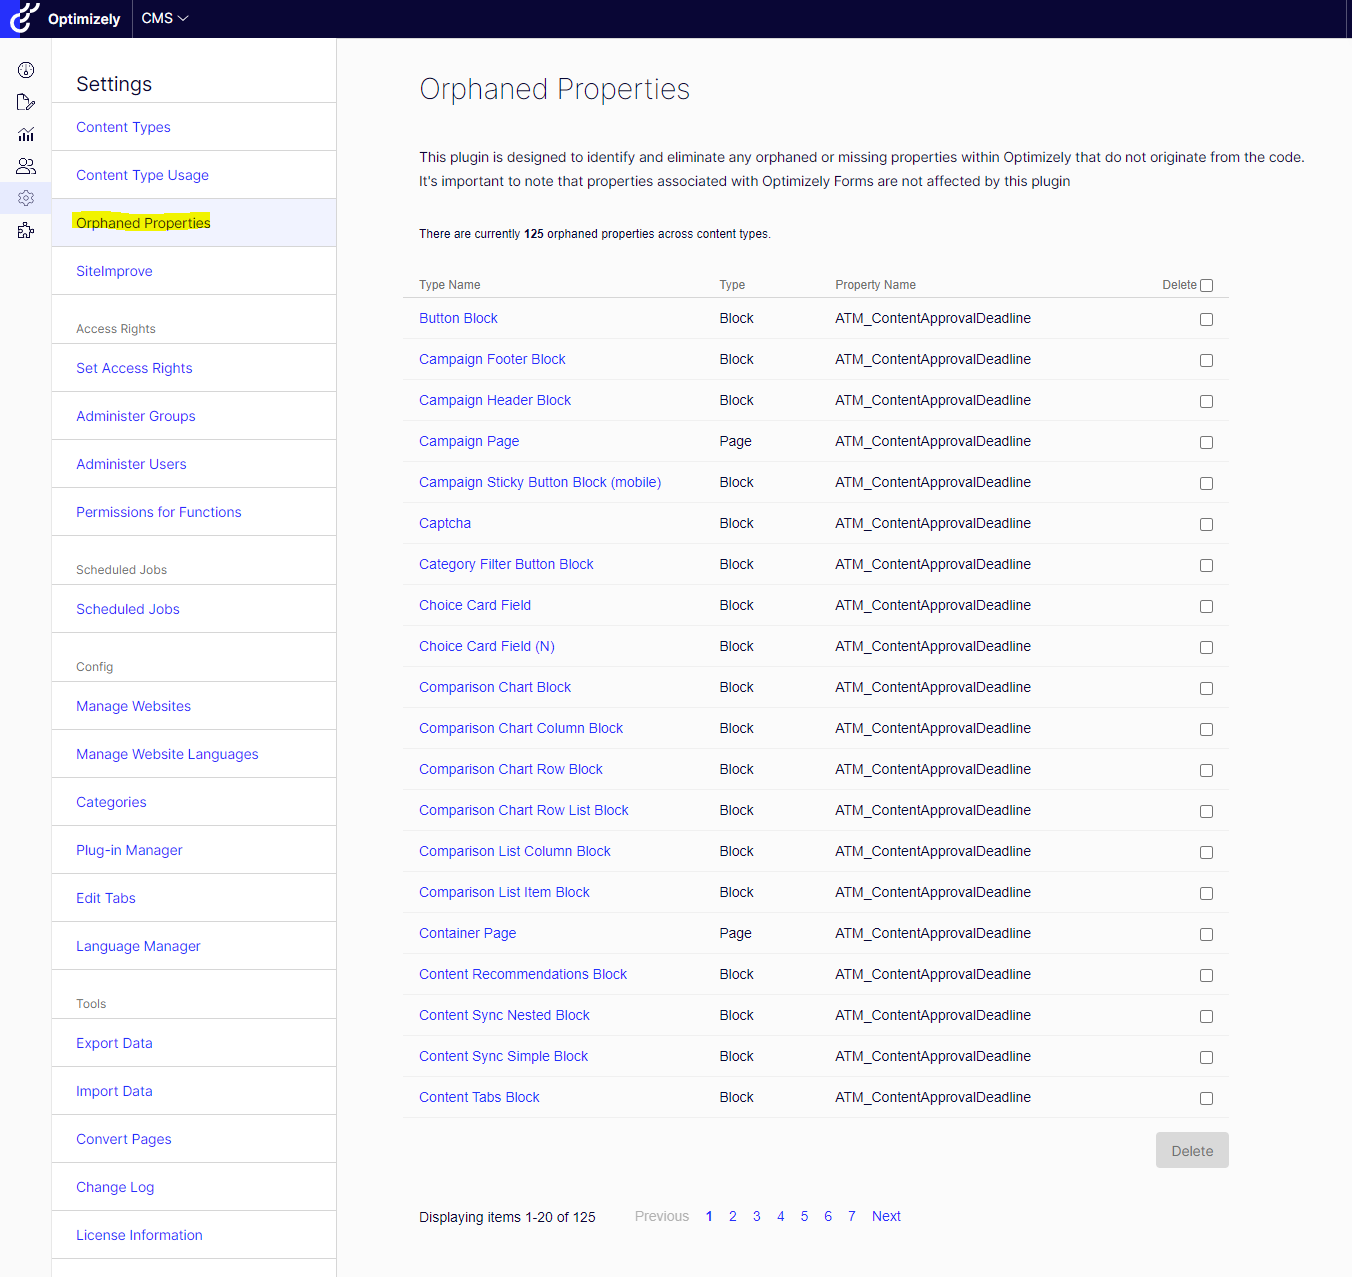 Optimizely
CMS
Settings
Content Types
Content Type Usage
Orphaned Properties
SiteImprove
Access Rights
Set Access Rights
Administer Groups
Administer Users
Permissions for Functions
Scheduled Jobs
Scheduled Jobs
Config
Manage Websites
Manage Website Languages
Categories
Plug-in Manager
Edit Tabs
Language Manager
Tools
Export Data
Import Data
Convert Pages
Change Log
License Information
Orphaned Properties
This plugin is designed to identify and eliminate any orphaned or missing properties within Optimizely that do not originate from the code.
It's important to note that properties associated with Optimizely Forms are not affected by this plugin
There are currently 125 orphaned properties across content types.
Type Name Type Property Name Delete
Button Block Block ATM_ContentApprovalDeadline
Campaign Footer Block Block ATM_ContentApprovalDeadline
Campaign Header Block Block ATM_ContentApprovalDeadline
Campaign Page Page ATM_ContentApprovalDeadline
Campaign Sticky Button Block (mobile) Block ATM_ContentApprovalDeadline
Captcha Block ATM_ContentApprovalDeadline
Category Filter Button Block Block ATM_ContentApprovalDeadline
Choice Card Field Block ATM_ContentApprovalDeadline
Choice Card Field (N) Block ATM_ContentApprovalDeadline
Comparison Chart Block Block ATM_ContentApprovalDeadline
Comparison Chart Column Block Block ATM_ContentApprovalDeadline
Comparison Chart Row Block Block ATM_ContentApprovalDeadline
Comparison Chart Row List Block Block ATM_ContentApprovalDeadline
Comparison List Column Block Block ATM_ContentApprovalDeadline
Comparison List Item Block Block ATM_ContentApprovalDeadline
Container Page Page ATM_ContentApprovalDeadline
Content Recommendations Block Block ATM_ContentApprovalDeadline
Content Sync Nested Block Block ATM_ContentApprovalDeadline
Content Sync Simple Block Block ATM_ContentApprovalDeadline
Content Tabs Block Block ATM_ContentApprovalDeadline
Delete
Displaying items 1-20 of 125 Previous 1 2 3 4 5 6 7 Next